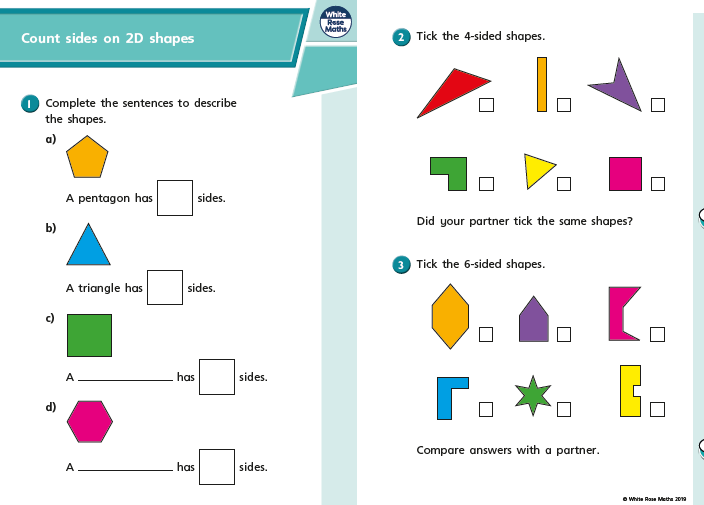 Count sides on 2D shapes
White
Rose
Maths
1 Complete the sentences to describe
the shapes.
a)
A pentagon has sides.
b)
A triangle has sides.
c)
A ______ has sides.
d)
A ______ has sides.
2 Tick the 4-sided shapes.
Did your partner tick the same shapes?
3 Tick the 6-sided shapes.
Compare answers with a partner.
© White Rose Maths 2019